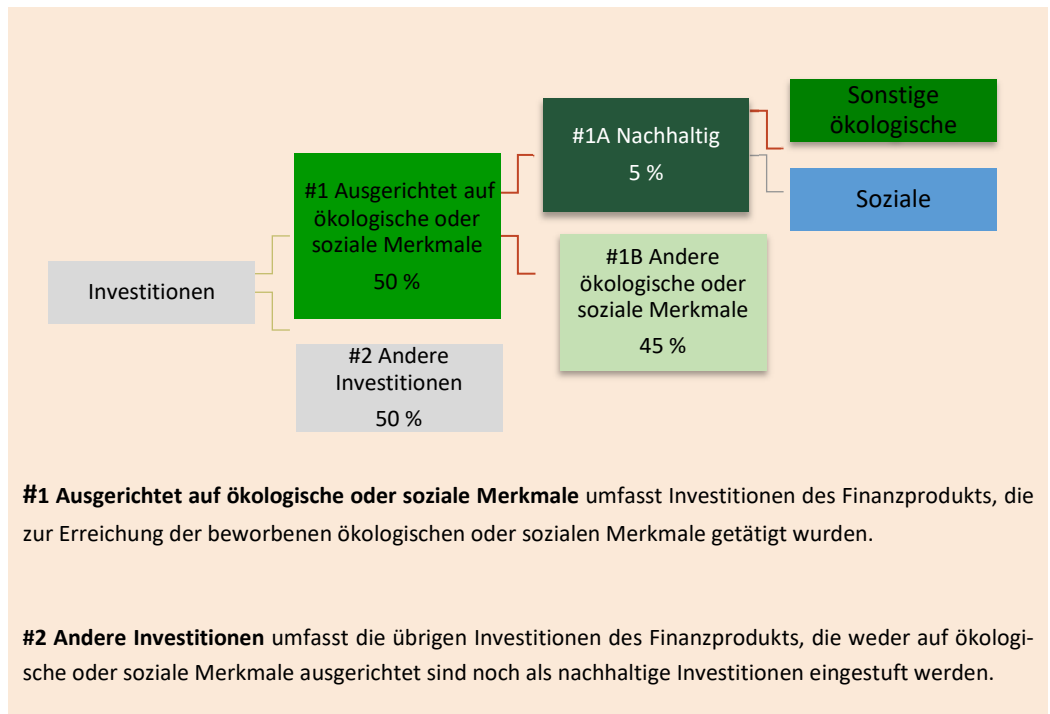 Sonstige
ökologische
#1A Nachhaltig
5 %
Soziale
#1 Ausgerichtet auf
ökologische oder
soziale Merkmale
50 %
#1B Andere
ökologische oder
soziale Merkmale
45 %
Investitionen
#2 Andere
Investitionen
50 %
#1 Ausgerichtet auf ökologische oder soziale Merkmale umfasst Investitionen des Finanzprodukts, die
zur Erreichung der beworbenen ökologischen oder sozialen Merkmale getätigt wurden.
#2 Andere Investitionen umfasst die übrigen Investitionen des Finanzprodukts, die weder auf ökologi-
sche oder soziale Merkmale ausgerichtet sind noch als nachhaltige Investitionen eingestuft werden.